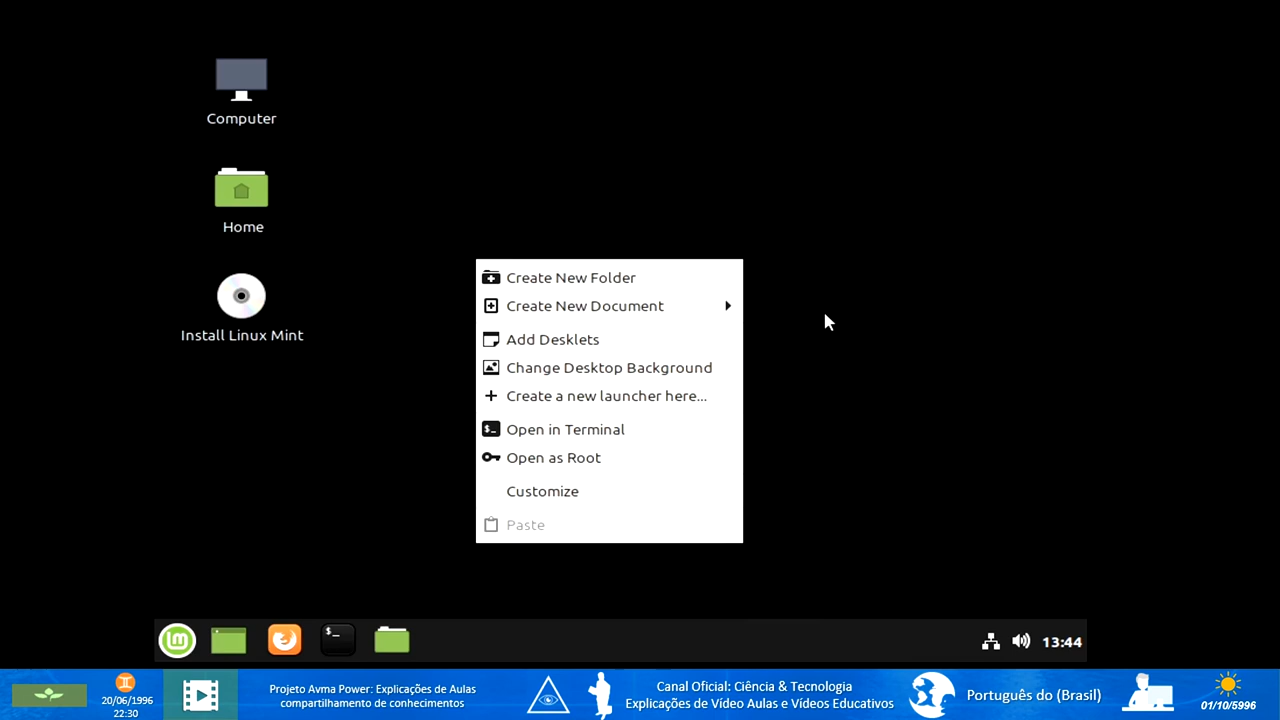 Computer
Home
Install Linux Mint
Create New Folder
Create New Document
Add Desklets
Change Desktop Background
Create a new launcher here...
Open in Terminal
Open as Root
Customize
Paste
lm
$_
13:44
20/06/1996
22:30
Projeto Avma Power: Explicações de Aulas
compartilhamento de conhecimentos
Canal Oficial: Ciência & Tecnologia
Explicações de Vídeo Aulas e Vídeos Educativos
Português do (Brasil)
01/10/5996